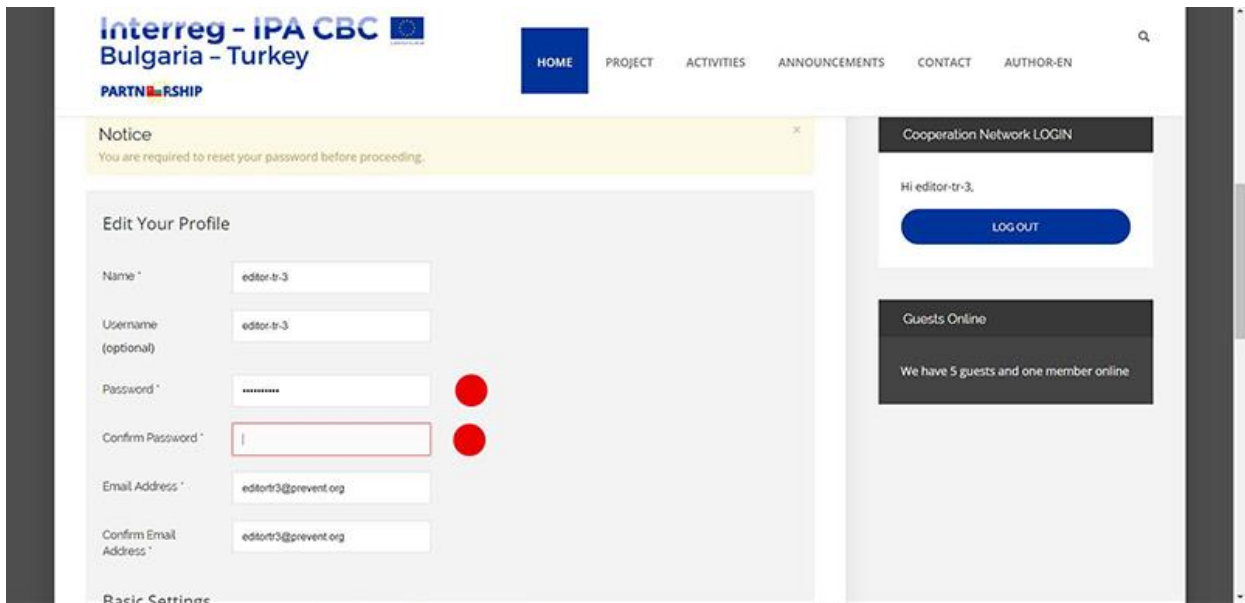 Interreg - IPA CBC
Bulgaria - Turkey
PARTNERSHIP
HOME
PROJECT
ACTIVITIES
ANNOUNCEMENTS
CONTACT
AUTHOR-EN
Notice
×
You are required to reset your password before proceeding.
Edit Your Profile
Name *
editor-tr-3
Username
(optional)
editor-tr-3
Password *
••••••••••
Confirm Password *
Email Address *
editortr3@prevent.org
Confirm Email
Address *
editortr3@prevent.org
Basic Settings
Cooperation Network LOGIN
Hi editor-tr-3,
LOG OUT
Guests Online
We have 5 guests and one member online